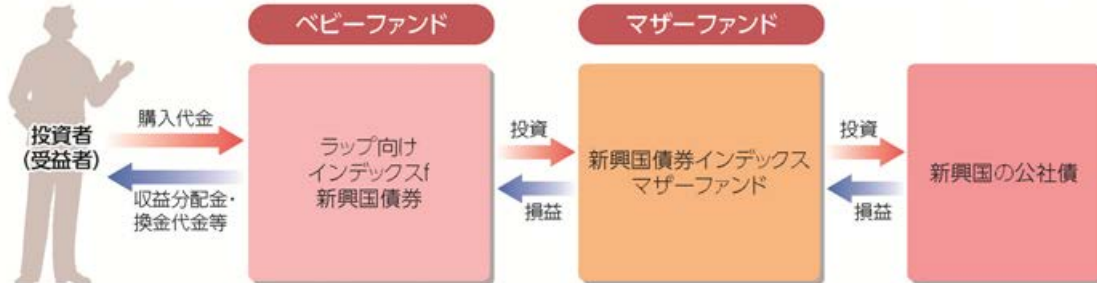 ベビーファンド
マザーファンド
投資者
(受益者)
購入代金
収益分配金・
換金代金等
ラップ向け
インデックスf
新興国債券
投資
損益
新興国債券インデックス
マザーファンド
投資
損益
新興国の公社債